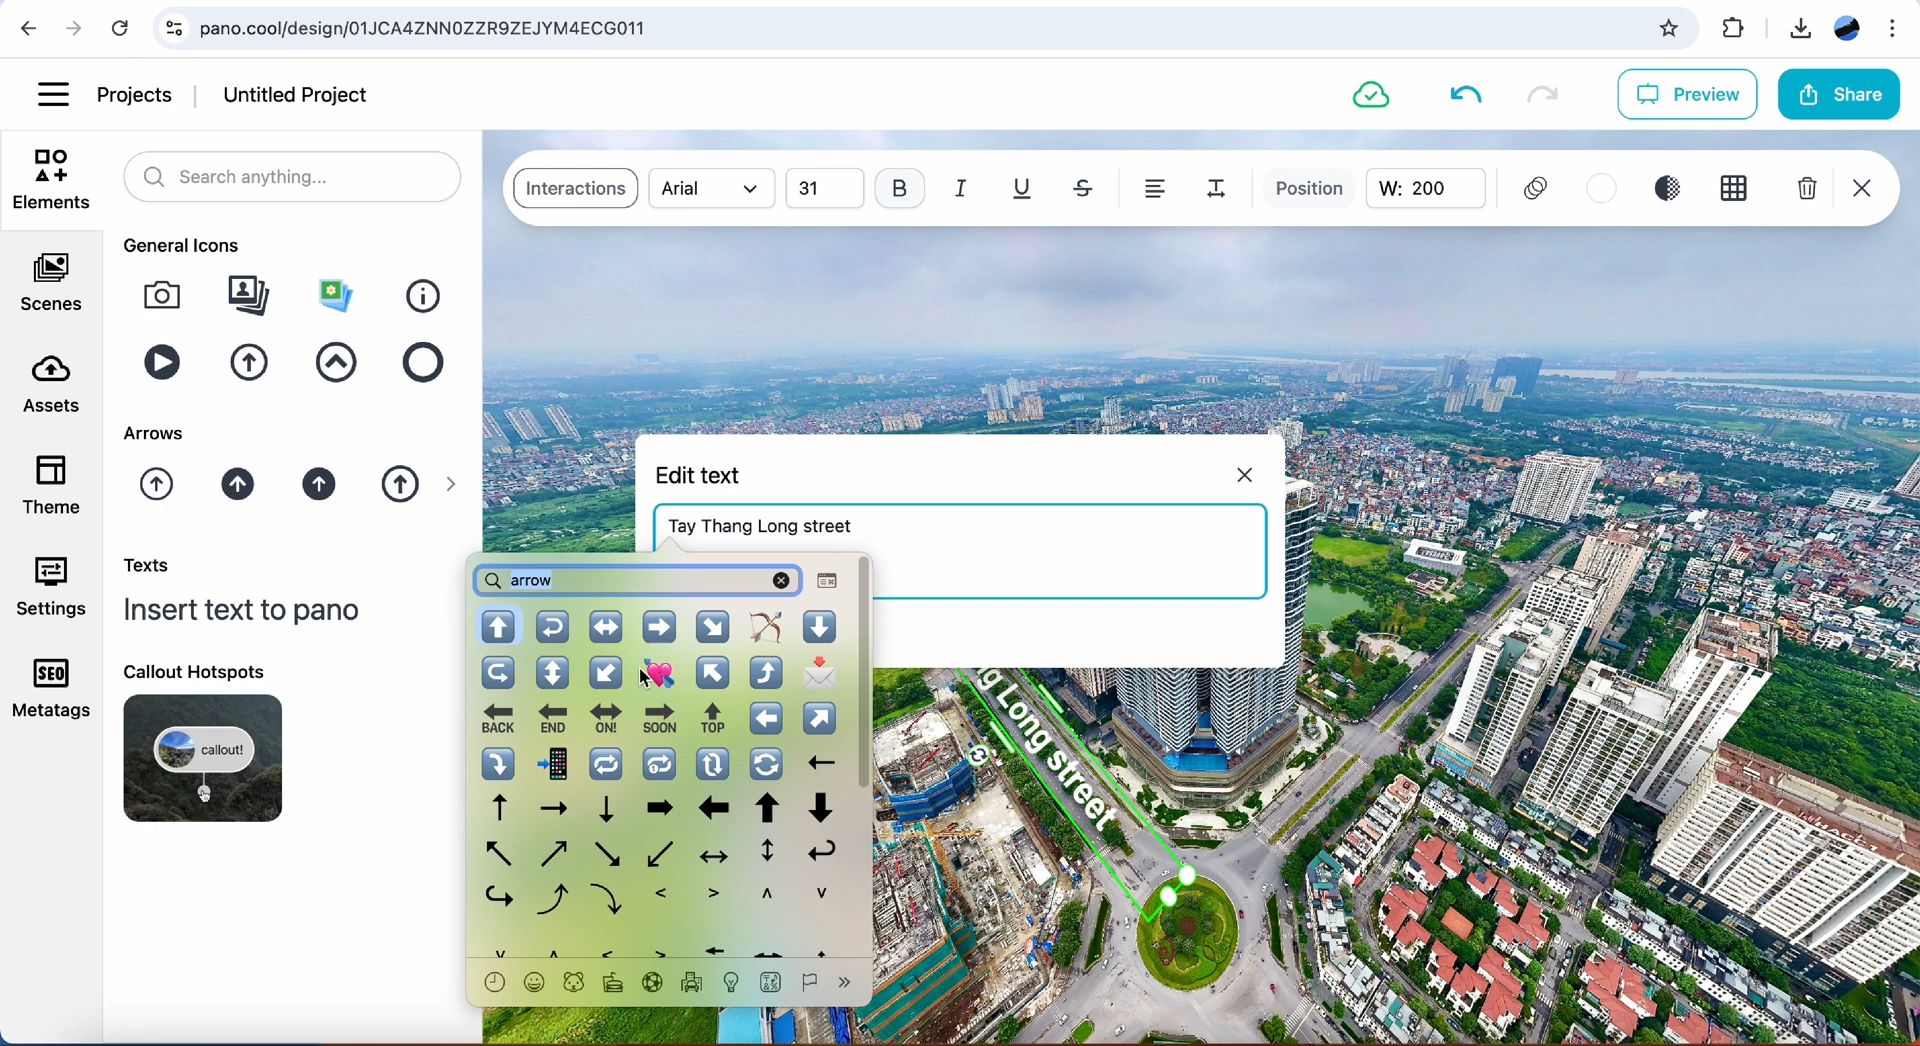 pano.cool/design/01JCA4ZNN0ZZR9ZEJYM4ECG011
Projects | Untitled Project
Preview
Share
Elements
Scenes
Assets
Theme
Settings
SEO
Metatags
Search anything...
General Icons
Arrows
Texts
Insert text to pano
Callout Hotspots
callout!
Interactions
Arial
31
B
I
U
S
T
Position
W: 200
Edit text
Tay Thang Long street
arrow
BACK
END
ON!
SOON
TOP
Long street